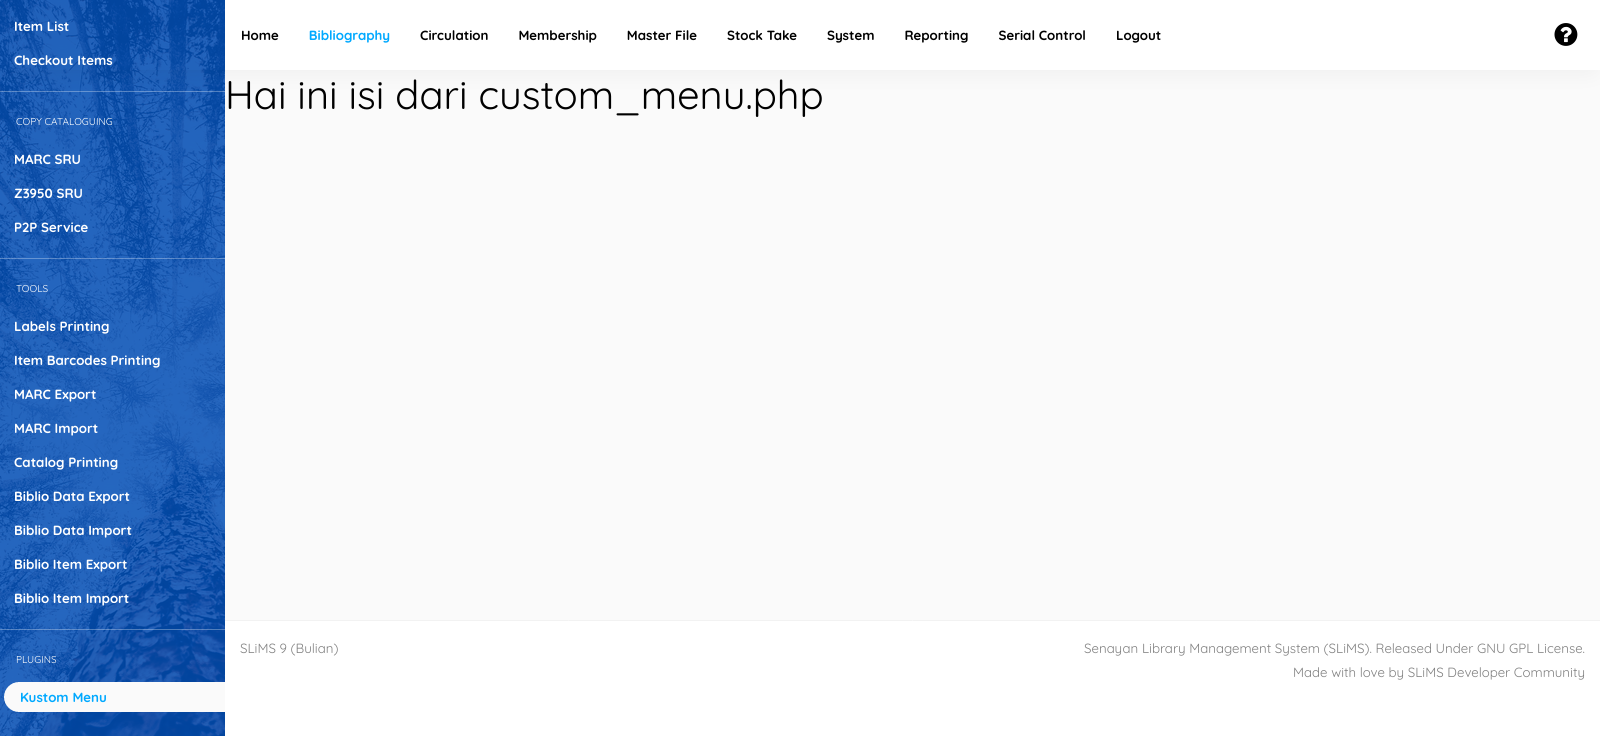 Item List
Checkout Items
COPY CATALOGUING
MARC SRU
Z3950 SRU
P2P Service
TOOLS
Labels Printing
Item Barcodes Printing
MARC Export
MARC Import
Catalog Printing
Biblio Data Export
Biblio Data Import
Biblio Item Export
Biblio Item Import
PLUGINS
Kustom Menu
Home Bibliography Circulation Membership Master File Stock Take System Reporting Serial Control Logout
Hai ini isi dari custom_menu.php
SLiMS 9 (Bulian)
Senayan Library Management System (SLiMS). Released Under GNU GPL License.
Made with love by SLiMS Developer Community